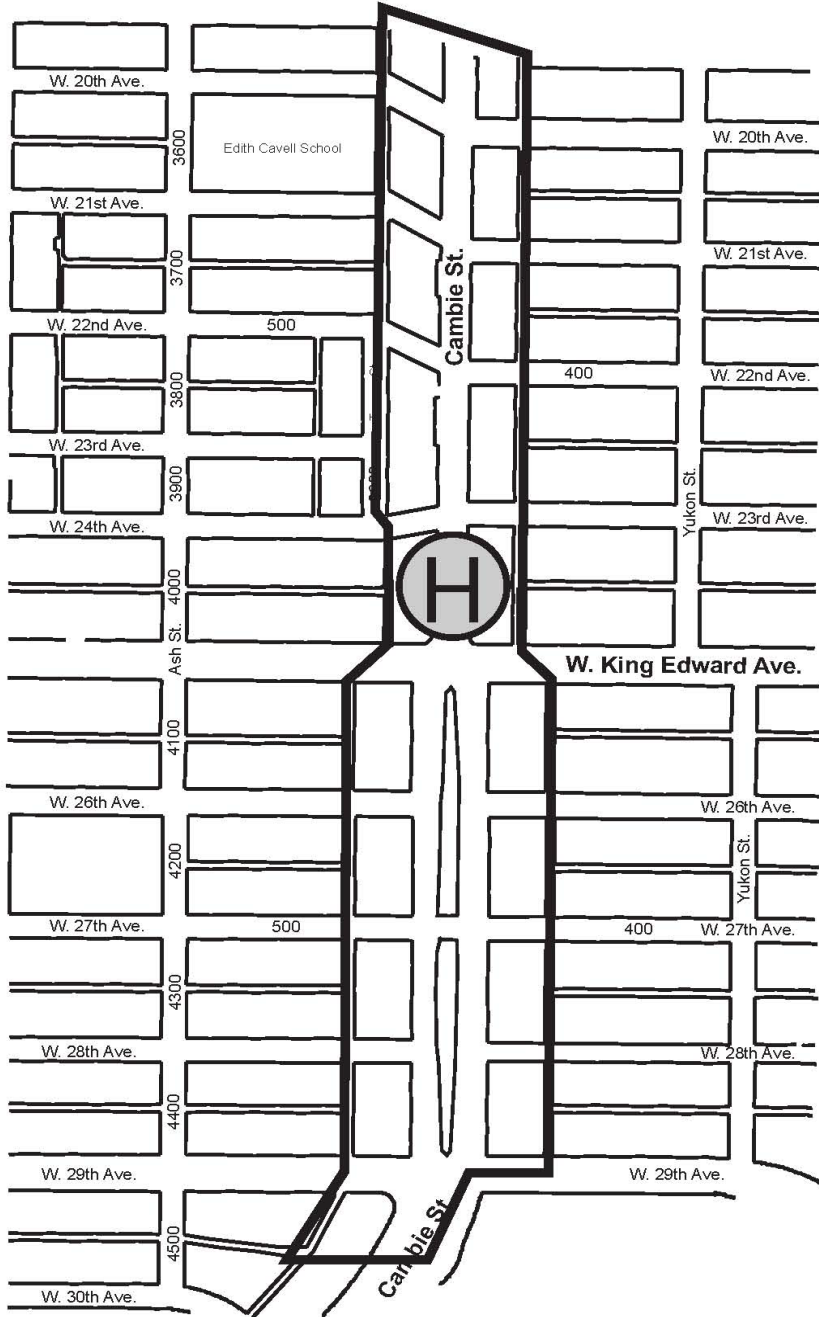 W. 20th Ave.
W. 20th Ave.
3600
Edith Cavell School
W. 21st Ave.
W. 21st Ave.
3700
Cambie St.
W. 22nd Ave.
500
400
W. 22nd Ave.
3800
W. 23rd Ave.
3900
Yukon St.
W. 24th Ave.
W. 23rd Ave.
4000
H
Ash St.
W. King Edward Ave.
4100
W. 26th Ave.
W. 26th Ave.
4200
Yukon St.
W. 27th Ave.
500
400
W. 27th Ave.
4300
W. 28th Ave.
W. 28th Ave.
4400
W. 29th Ave.
W. 29th Ave.
Cambie St
4500
W. 30th Ave.